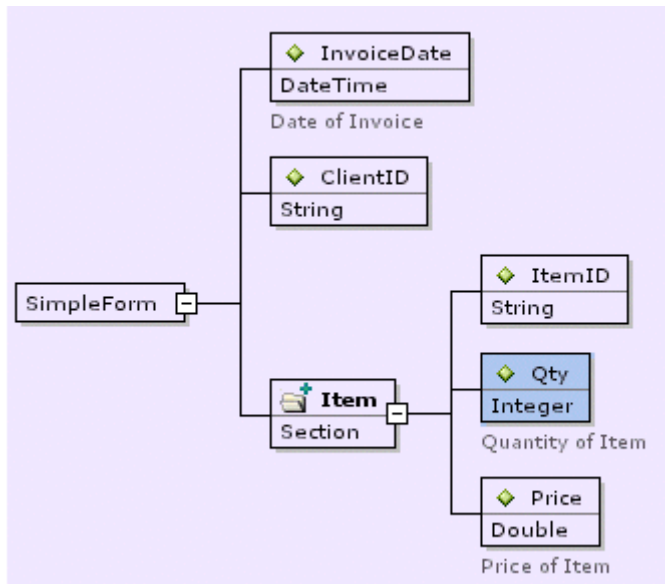 InvoiceDate
DateTime
Date of Invoice
ClientID
String
SimpleForm
Item
Section
ItemID
String
Qty
Integer
Quantity of Item
Price
Double
Price of Item